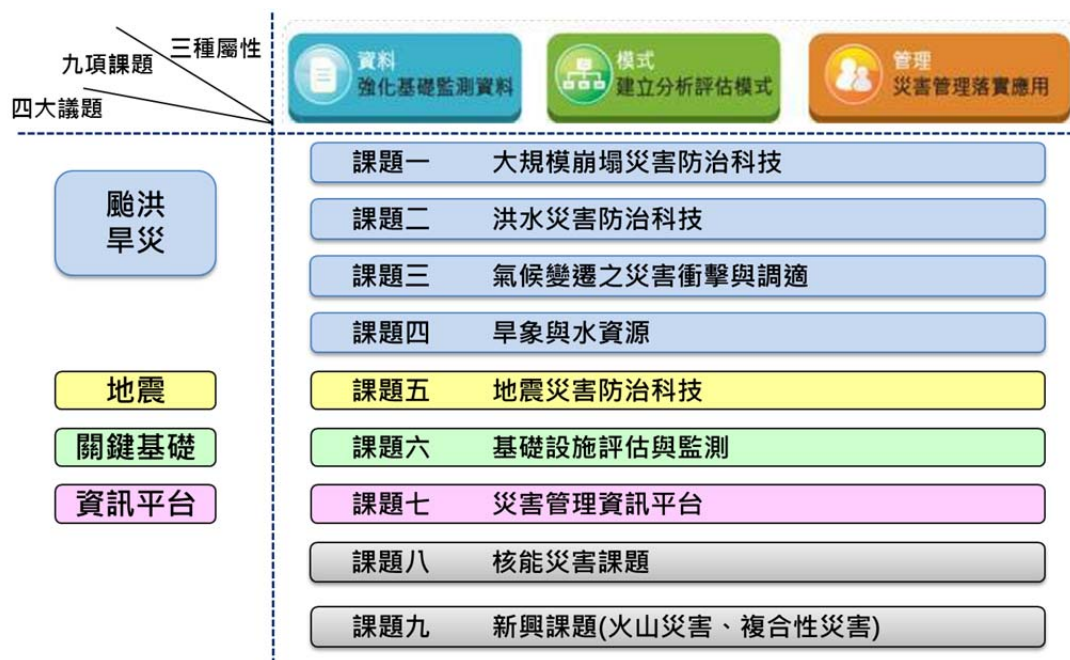 三種屬性
九項課題
四大議題
資料
強化基礎監測資料
模式
建立分析評估模式
管理
災害管理落實應用
颱洪
旱災
課題一 大規模崩塌災害防治科技
課題二 洪水災害防治科技
課題三 氣候變遷之災害衝擊與調適
課題四 旱象與水資源
地震
課題五 地震災害防治科技
關鍵基礎
課題六 基礎設施評估與監測
資訊平台
課題七 災害管理資訊平台
課題八 核能災害課題
課題九 新興課題(火山災害、複合性災害)